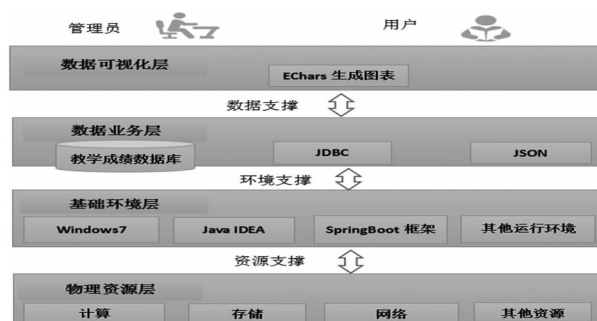 管理员 用户
数据可视化层
EChars 生成图表
数据支撑
数据业务层
教学成绩数据库 JDBC JSON
环境支撑
基础环境层
Windows7 Java IDEA SpringBoot 框架 其他运行环境
资源支撑
物理资源层
计算 存储 网络 其他资源